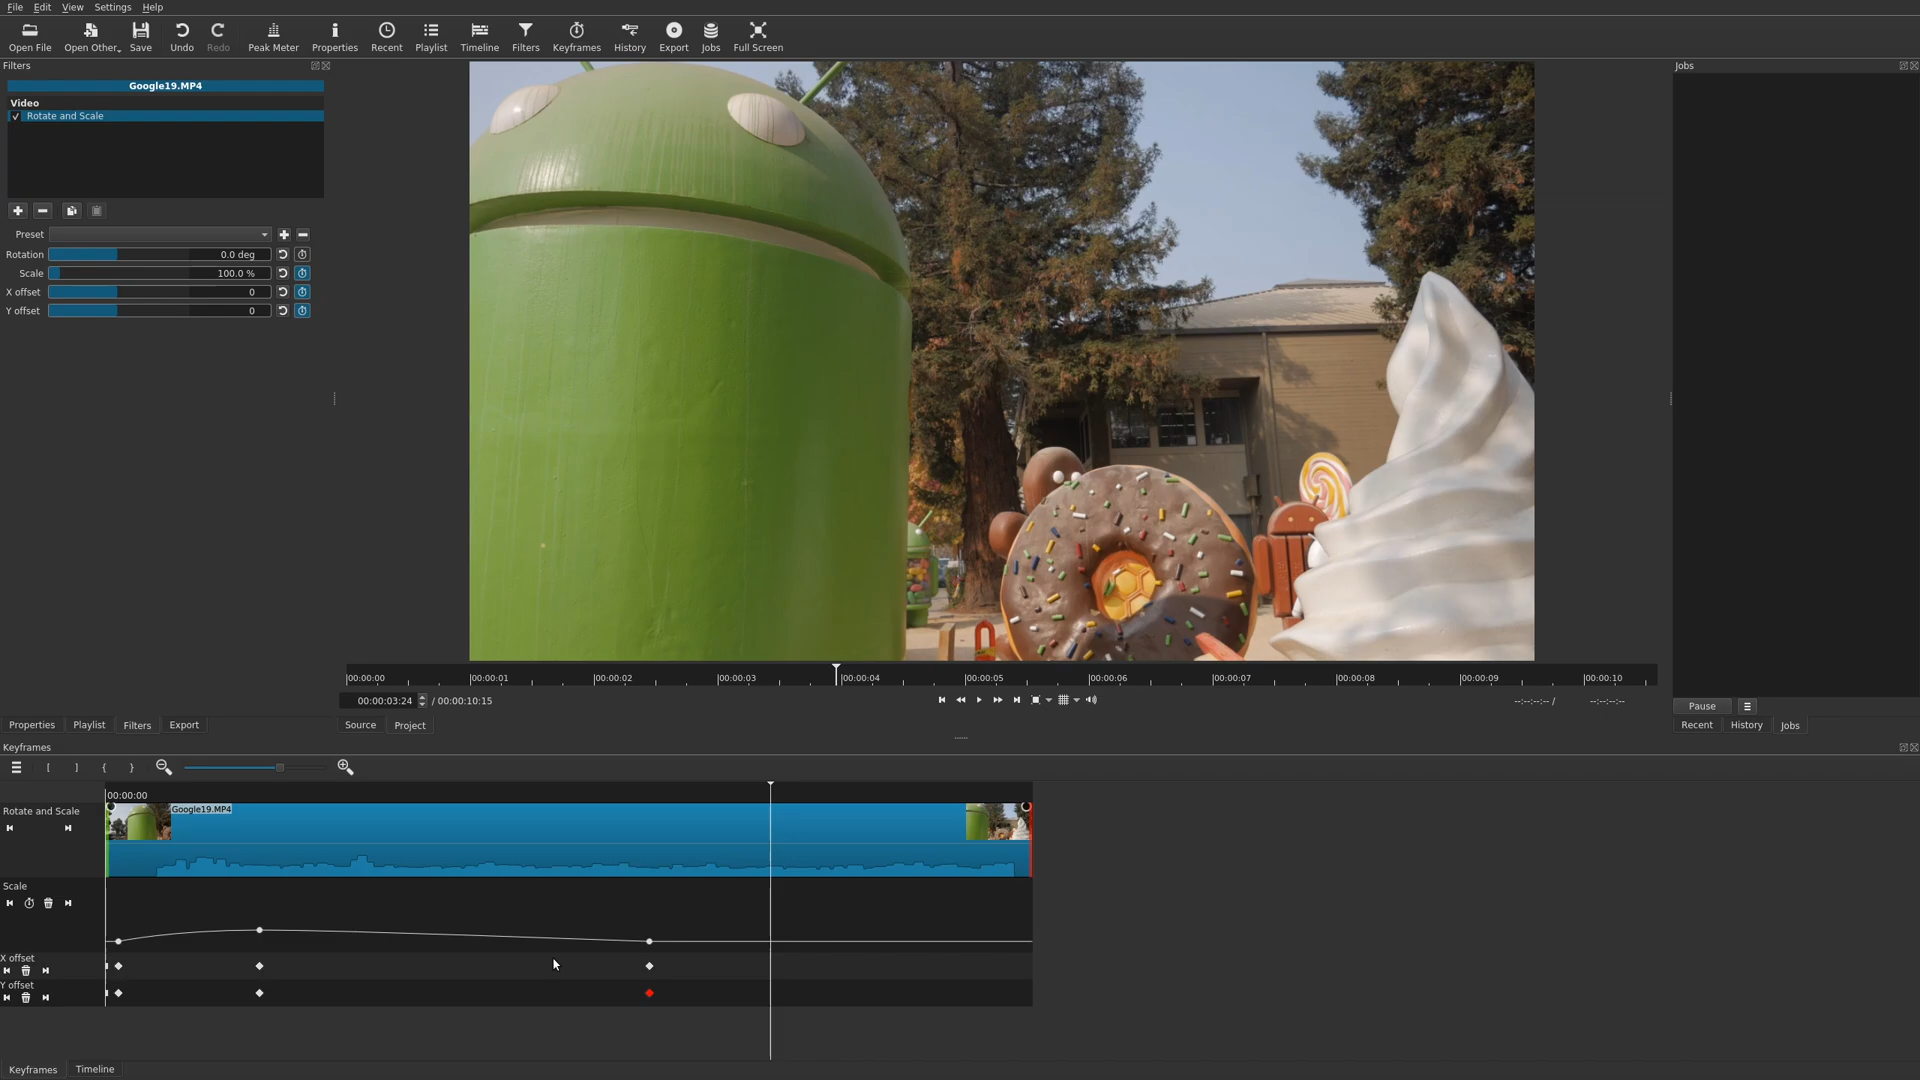 File Edit View Settings Help
Open File Open Other.. Save Undo Redo Peak Meter Properties Recent Playlist Timeline Filters Keyframes History Export Jobs Full Screen
Filters
Google19.MP4
Video
Rotate and Scale
Preset
Rotation 0.0 deg
Scale 100.0 %
X offset 0
Y offset 0
Jobs
00:00:00 00:00:01 00:00:02 00:00:03 00:00:04 00:00:05 00:00:06 00:00:07 00:00:08 00:00:09 00:00:10
00:00:03:24 / 00:00:10:15
--:--:--:-- / --:--:--:--
Pause
Properties Playlist Filters Export
Source Project
Recent History Jobs
Keyframes
[ ] { }
00:00:00
Rotate and Scale
Google19.MP4
Scale
X offset
Y offset
Keyframes Timeline